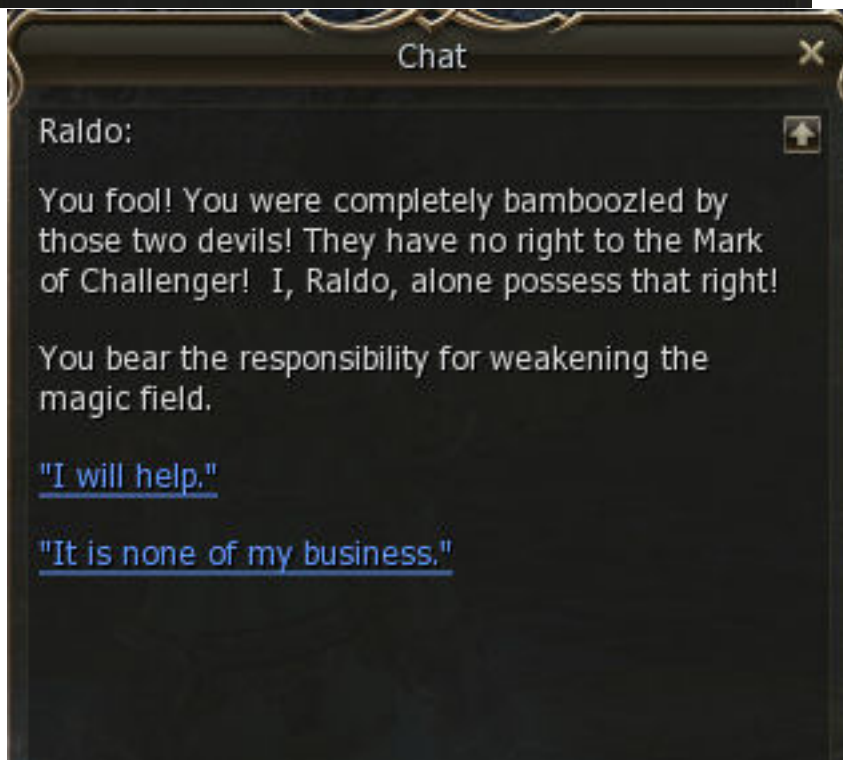 Chat
Raldo:
You fool! You were completely bamboozled by
those two devils! They have no right to the Mark
of Challenger!  I, Raldo, alone possess that right!
You bear the responsibility for weakening the
magic field.
"I will help."
"It is none of my business."